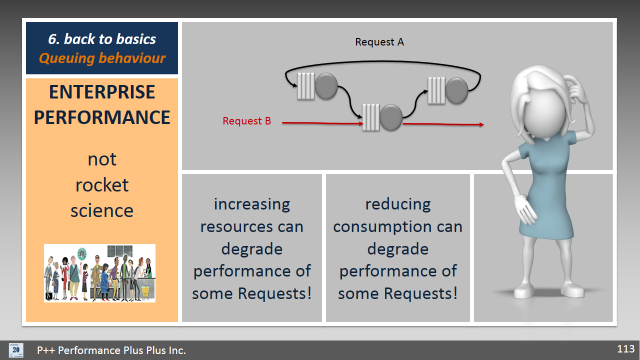 6. back to basics
Queuing behaviour
ENTERPRISE
PERFORMANCE
not
rocket
science
Request A
Request B
increasing
resources can
degrade
performance of
some Requests!
reducing
consumption can
degrade
performance of
some Requests!
20
P++ Performance Plus Plus Inc.
113